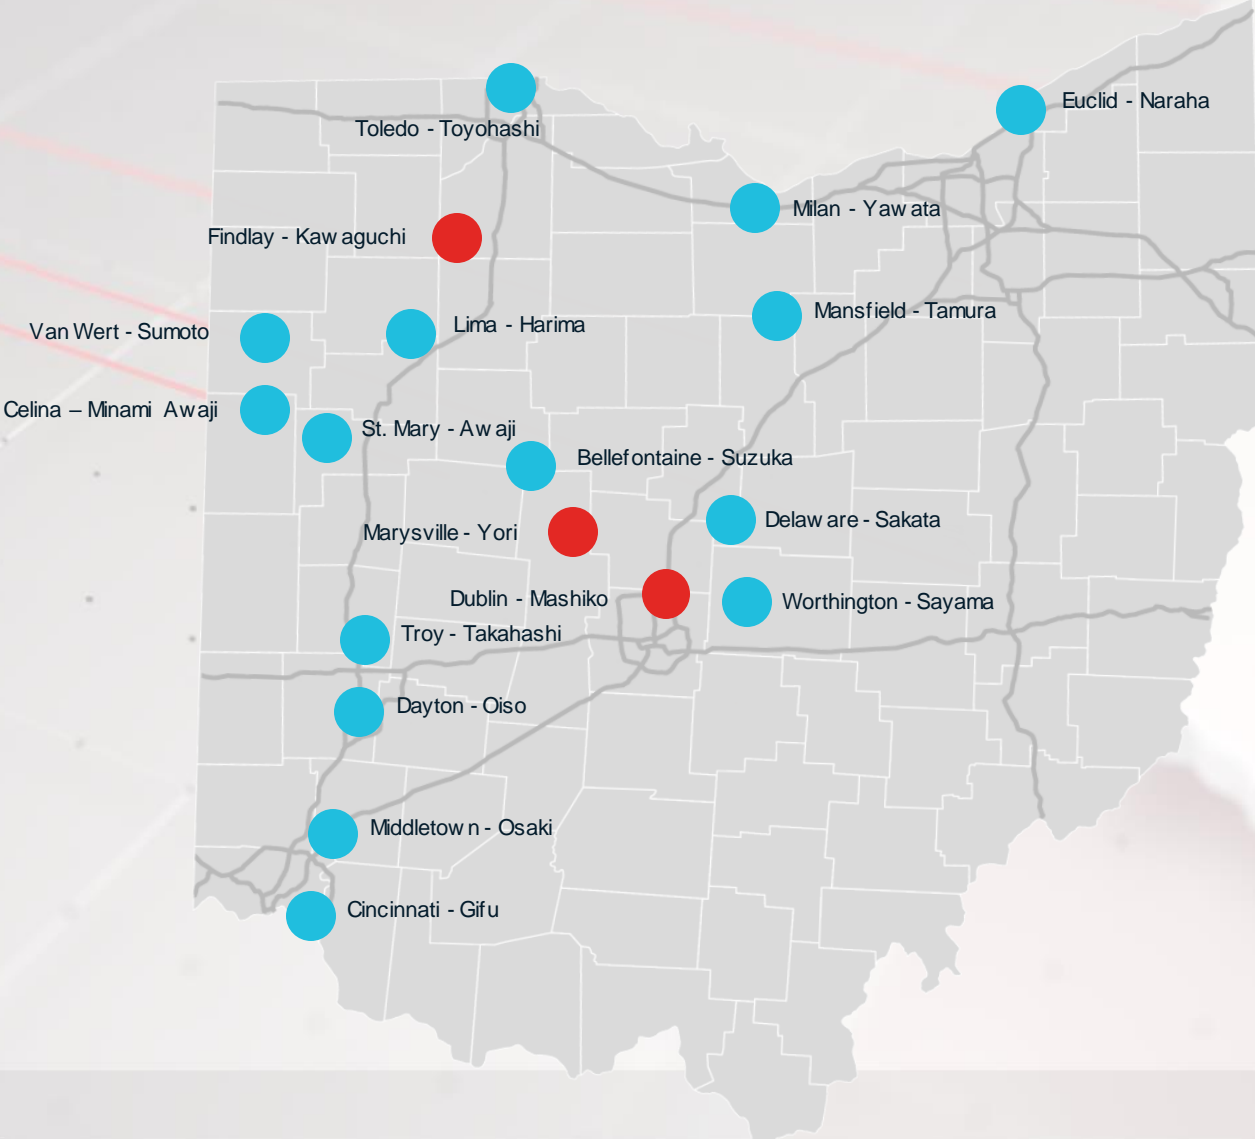 Euclid - Naraha
Toledo - Toyohashi
Milan - Yawata
Findlay - Kawaguchi
Mansfield - Tamura
Lima - Harima
Van Wert - Sumoto
Celina – Minami Awaji
St. Mary - Awaji
Bellefontaine - Suzuka
Delaware - Sakata
Marysville - Yori
Dublin - Mashiko
Worthington - Sayama
Troy - Takahashi
Dayton - Oiso
Middletown - Osaki
Cincinnati - Gifu